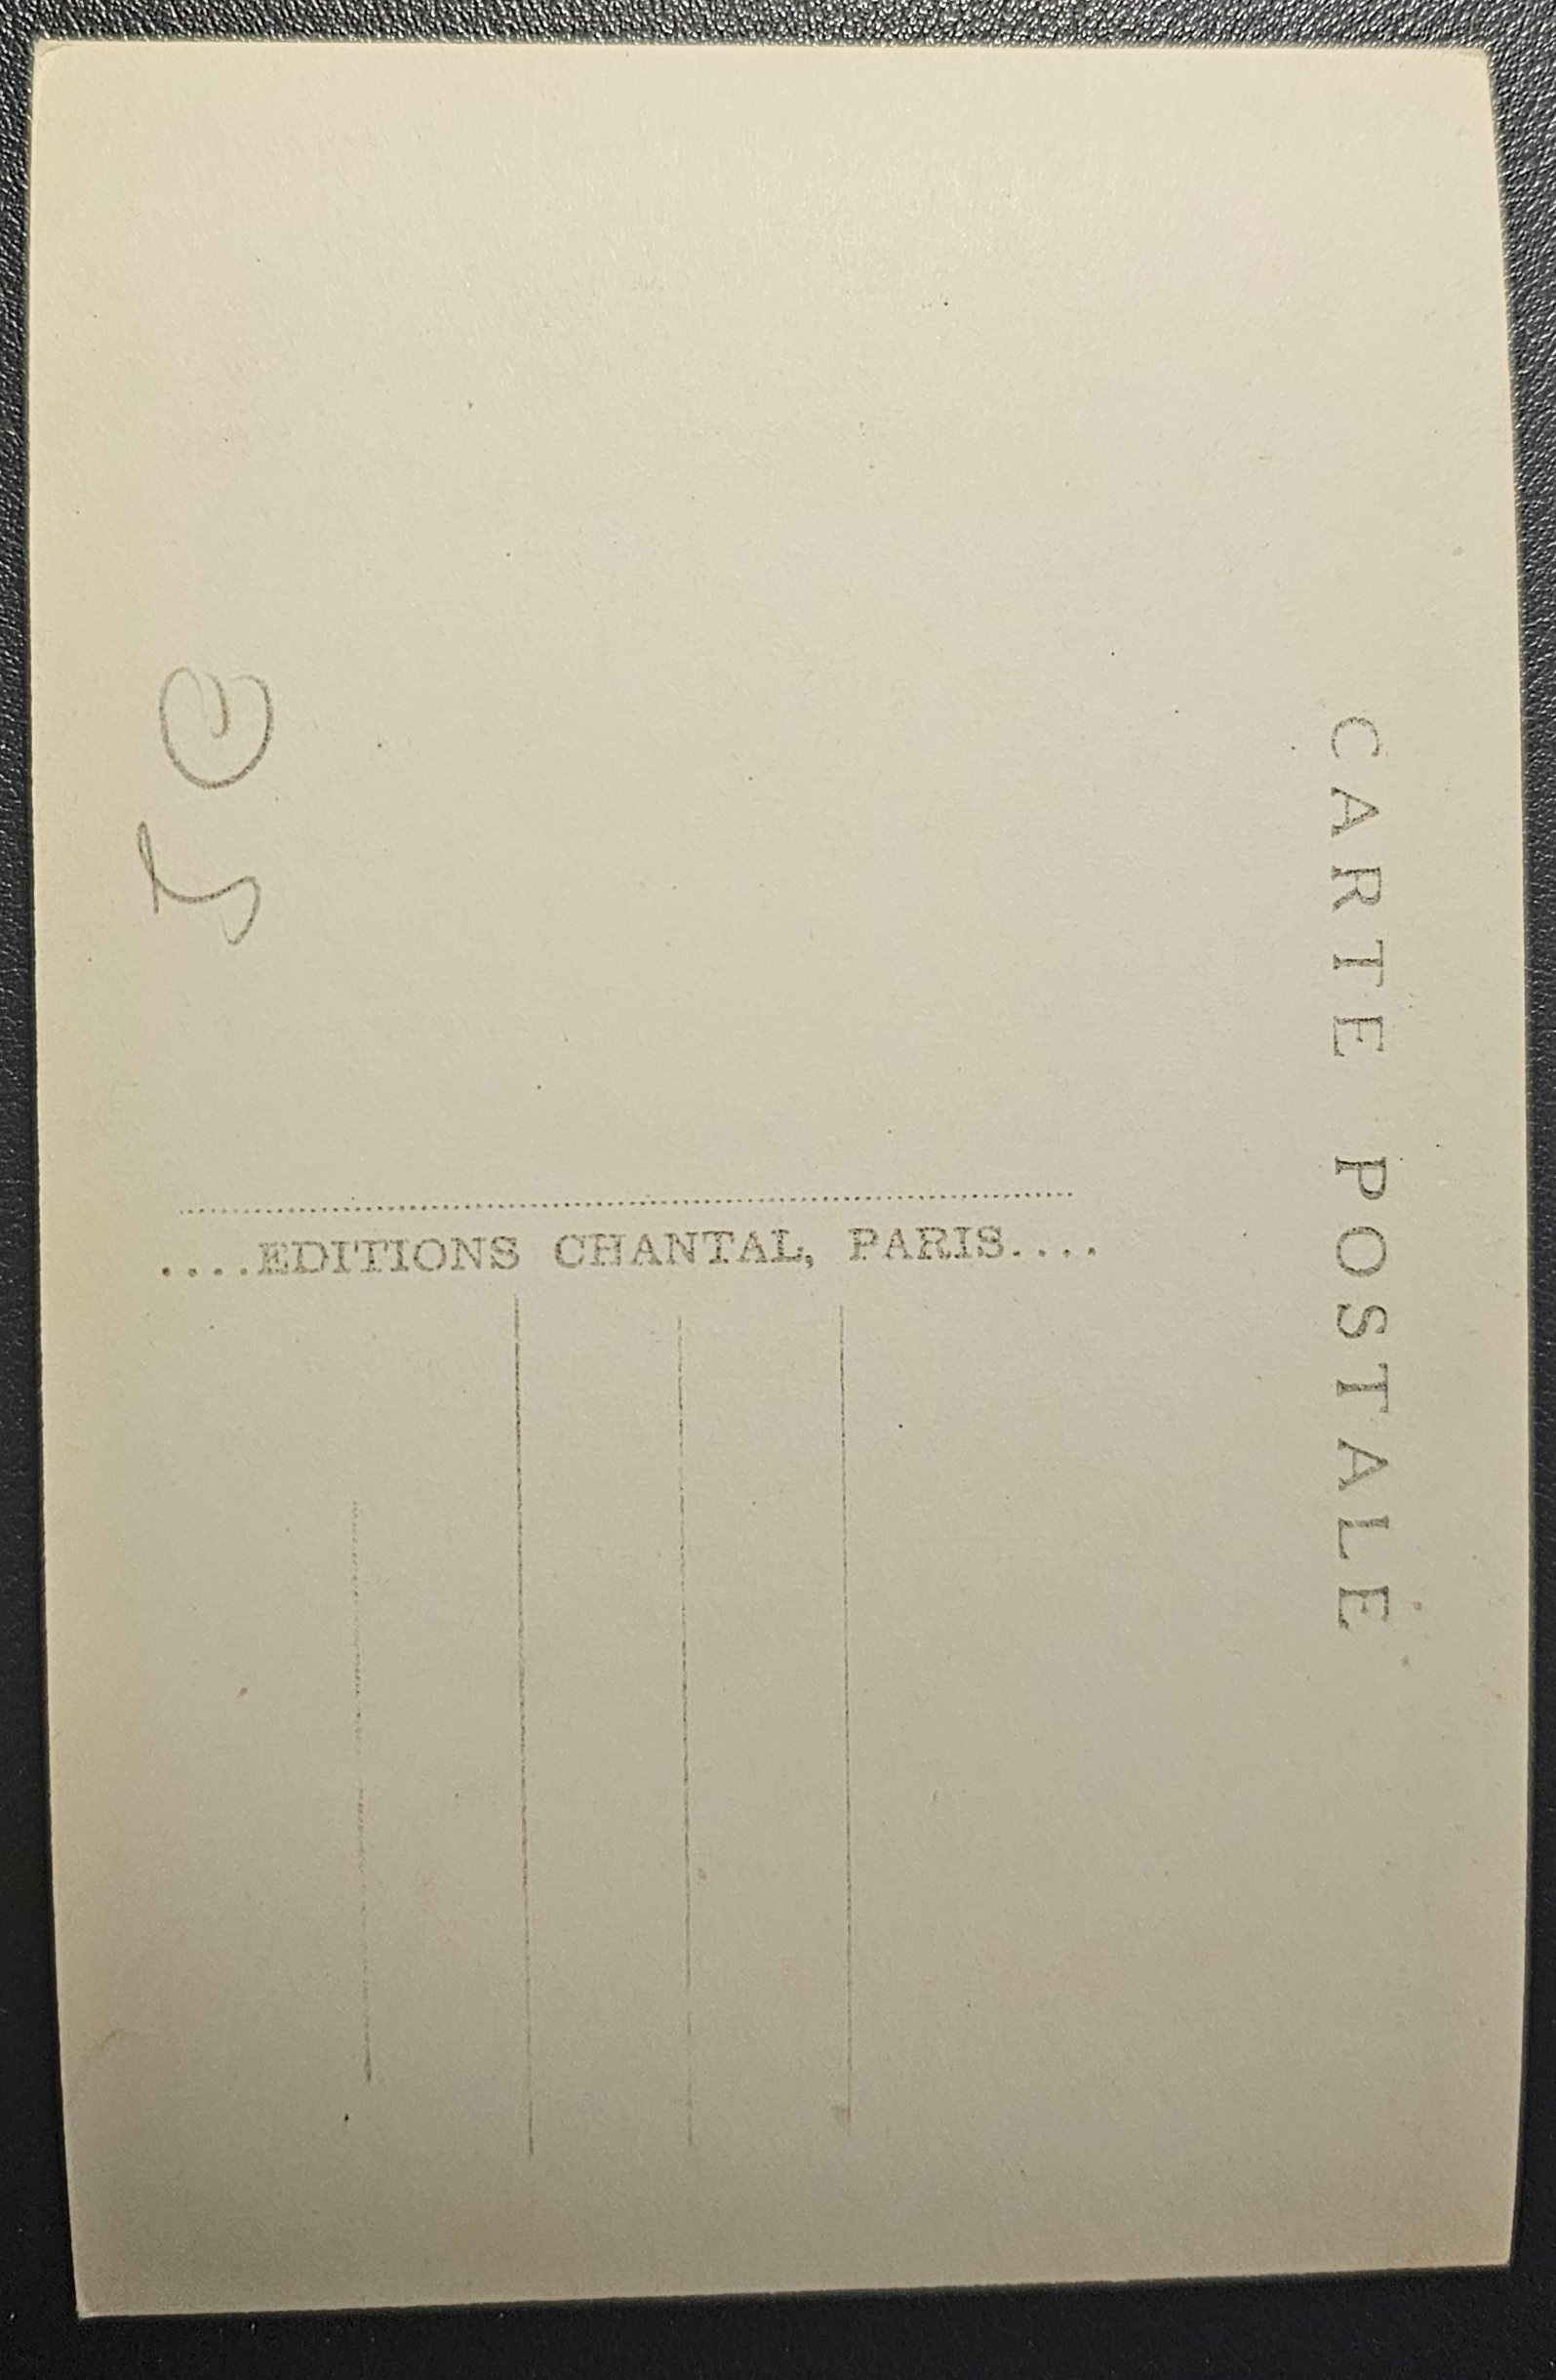 CARTE POSTALE
....EDITIONS CHANTAL, PARIS....